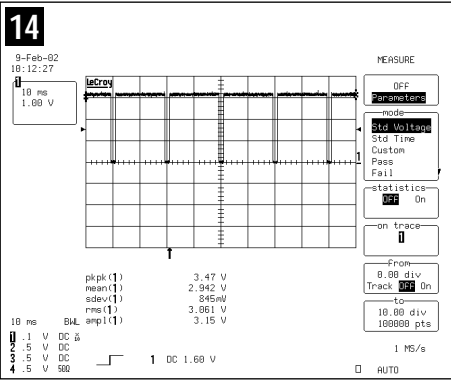 14
9-Feb-02
10:12:27
1
10 ms
1.00 V
LeCroy
1
MEASURE
OFF
Parameters
mode
Std Voltage
Std Time
Custom
Pass
Fail
statistics
OFF On
on trace
1
From
0.00 div
Track OFF On
to
10.00 div
100000 pts
pkpk(1) 3.47 V
mean(1) 2.942 V
sdev(1) 845mV
rms(1) 3.061 V
ampl(1) 3.15 V
10 ms BWL
1 .1 V DC
2 .5 V DC
3 .5 V DC
4 .5 V 50Ω
1 DC 1.60 V
1 MS/s
AUTO